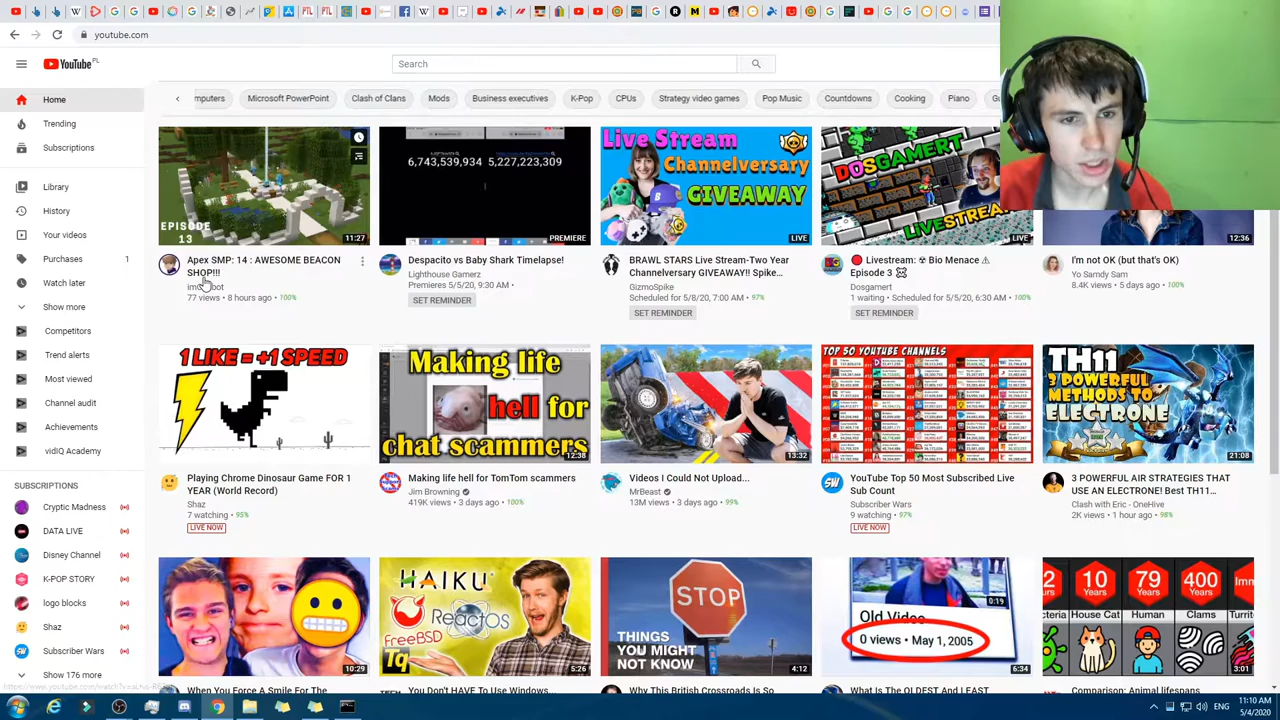 youtube.com
YouTube PL
Search
Home
Trending
Subscriptions
Library
History
Your videos
Purchases 1
Watch later
Show more
Competitors
Trend alerts
Most viewed
Channel audit
Achievements
vidIQ Academy
SUBSCRIPTIONS
Cryptic Madness
DATA LIVE
Disney Channel
K-POP STORY
logo blocks
Shaz
Subscriber Wars
Show 176 more
mputers Microsoft PowerPoint Clash of Clans Mods Business executives K-Pop CPUs Strategy video games Pop Music Countdowns Cooking Piano
EPISODE
13
11:27
Apex SMP: 14 : AWESOME BEACON
SHOP!!!
77 views • 8 hours ago • 100%
6,743,539,934 5,227,223,309
PREMIERE
Despacito vs Baby Shark Timelapse!
Lighthouse Gamerz
Premieres 5/5/20, 9:30 AM •
SET REMINDER
Live Stream
Channelversary
GIVEAWAY
LIVE
BRAWL STARS Live Stream-Two Year
Channelversary GIVEAWAY!! Spike…
GizmoSpike
Scheduled for 5/8/20, 7:00 AM • 97%
SET REMINDER
DOSGAMERT
LIVESTREAM
LIVE
Livestream: ☣ Bio Menace ⚠
Episode 3
Dosgamert
1 waiting • Scheduled for 5/5/20, 6:30 AM • 100%
SET REMINDER
12:36
I'm not OK (but that's OK)
Yo Samdy Sam
8.4K views • 5 days ago • 100%
1 LIKE = +1 SPEED
Playing Chrome Dinosaur Game FOR 1
YEAR (World Record)
Shaz
7 watching • 95%
LIVE NOW
Making life
hell for
chat scammers
12:38
Making life hell for TomTom scammers
Jim Browning
419K views • 3 days ago • 100%
13:32
Videos I Could Not Upload...
MrBeast
13M views • 3 days ago • 99%
TOP 50 YOUTUBE CHANNELS
YouTube Top 50 Most Subscribed Live
Sub Count
Subscriber Wars
9 watching • 97%
LIVE NOW
TH11
3 POWERFUL
METHODS TO
ELECTRONE
21:08
3 POWERFUL AIR STRATEGIES THAT
USE AN ELECTRONE! Best TH11…
Clash with Eric - OneHive
2K views • 1 hour ago • 98%
10:29
When You Force A Smile For The
HAIKU
ReactOS
FreeBSD
Tq
5:26
You Don't HAVE To Use Windows…
STOP
THINGS YOU
MIGHT NOT
KNOW
4:12
Why This British Crossroads Is So
0:19
Old Video
0 views • May 1, 2005
6:34
What Is The OLDEST And LEAST
10 79 400
Years Years Years
House Cat Human Clams
3:01
Comparison: Animal lifespans
ENG
11:10 AM
5/4/2020